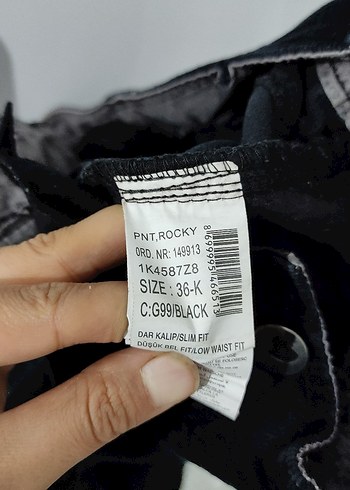 PNT,ROCKY
ORD. NR: 149913
1K4587Z8
SIZE : 36-K
C:G99/BLACK
8699995466513
DAR KALIP/SLIM FIT
DÜŞÜK BEL FIT/LOW WAIST FIT